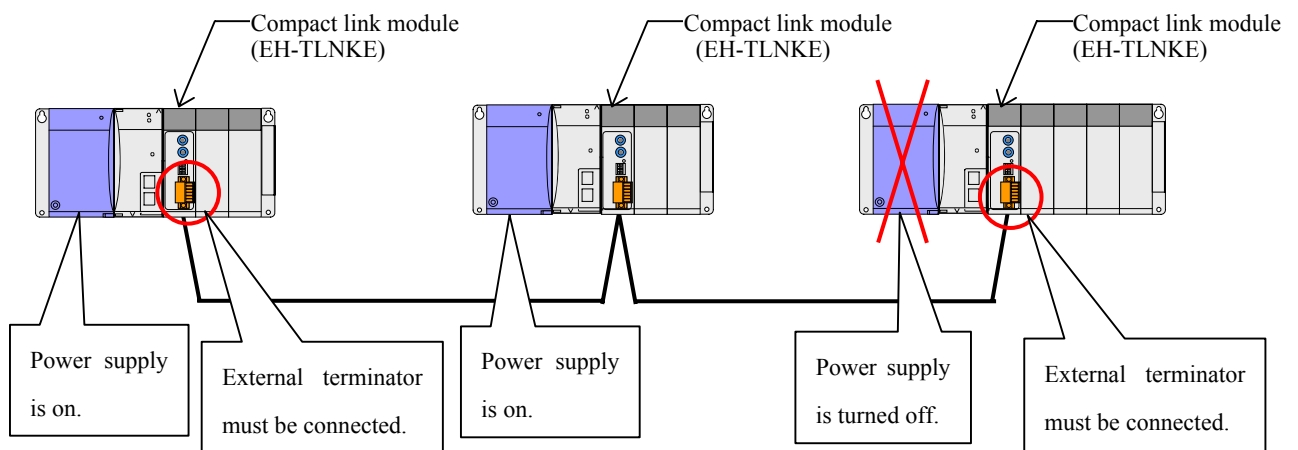 Compact link module
(EH-TLNKE)
Compact link module
(EH-TLNKE)
Compact link module
(EH-TLNKE)
Power supply
is on.
External terminator
must be connected.
Power supply
is on.
Power supply
is turned off.
External terminator
must be connected.